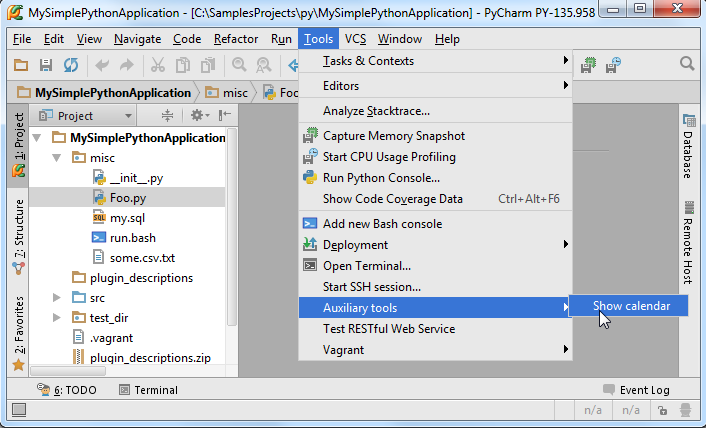 MySimplePythonApplication - [C:\SamplesProjects\py\MySimplePythonApplication] - PyCharm PY-135.958
File Edit View Navigate Code Refactor Run Tools VCS Window Help
MySimplePythonApplication misc Foo
Project
1: Project
7: Structure
2: Favorites
MySimplePythonApplication
misc
__init__.py
Foo.py
my.sql
run.bash
some.csv.txt
plugin_descriptions
src
test_dir
.vagrant
plugin_descriptions.zip
Tasks & Contexts
Editors
Analyze Stacktrace...
Capture Memory Snapshot
Start CPU Usage Profiling
Run Python Console...
Show Code Coverage Data Ctrl+Alt+F6
Add new Bash console
Deployment
Open Terminal...
Start SSH session...
Auxiliary tools
Test RESTful Web Service
Vagrant
Show calendar
Database
Remote Host
6: TODO Terminal Event Log
n/a n/a